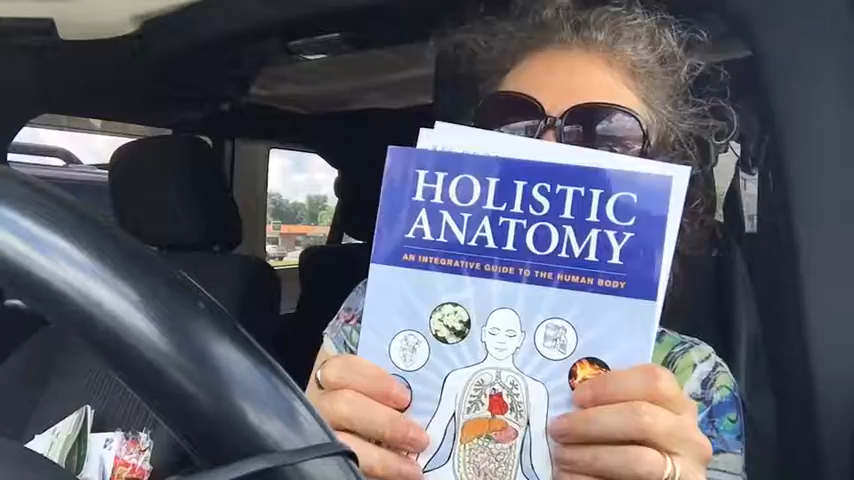 HOLISTIC
ANATOMY
AN INTEGRATIVE GUIDE TO THE HUMAN BODY